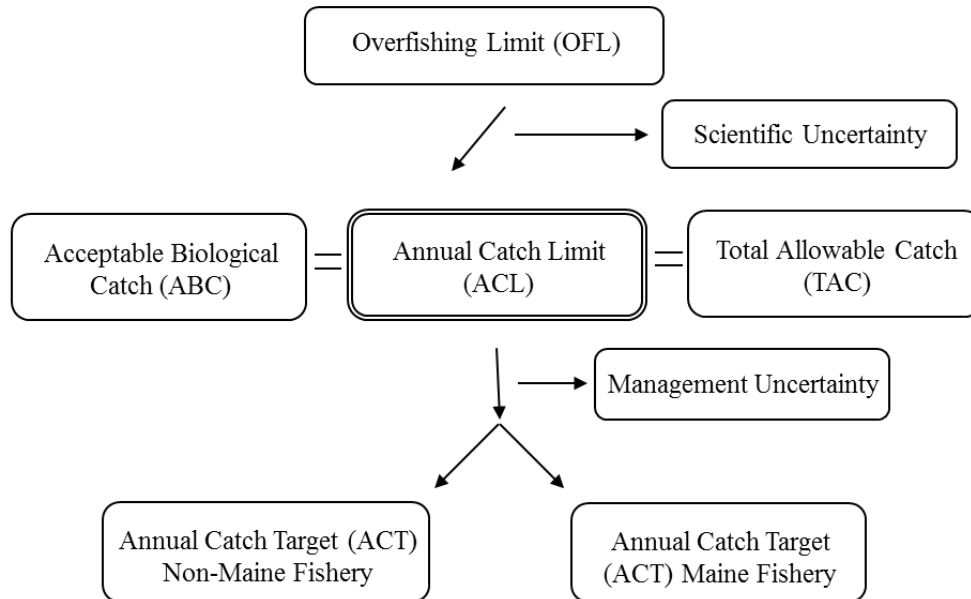 Overfishing Limit (OFL)
Scientific Uncertainty
Acceptable Biological
Catch (ABC)
=
Annual Catch Limit
(ACL)
=
Total Allowable Catch
(TAC)
Management Uncertainty
Annual Catch Target (ACT)
Non-Maine Fishery
Annual Catch Target
(ACT) Maine Fishery